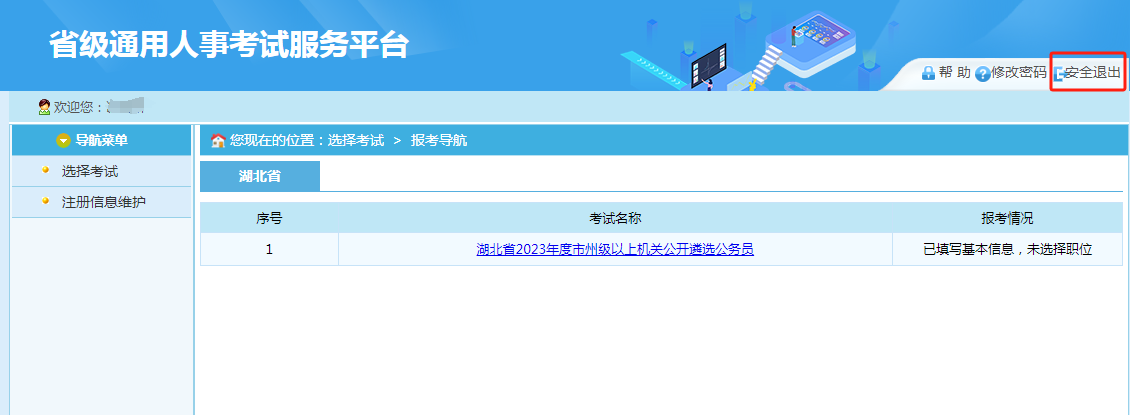 省级通用人事考试服务平台
帮 助 修改密码 安全退出
欢迎您：
导航菜单
您现在的位置：选择考试 > 报考导航
选择考试
注册信息维护
湖北省
序号 考试名称 报考情况
1 湖北省2023年度市州级以上机关公开遴选公务员 已填写基本信息，未选择职位